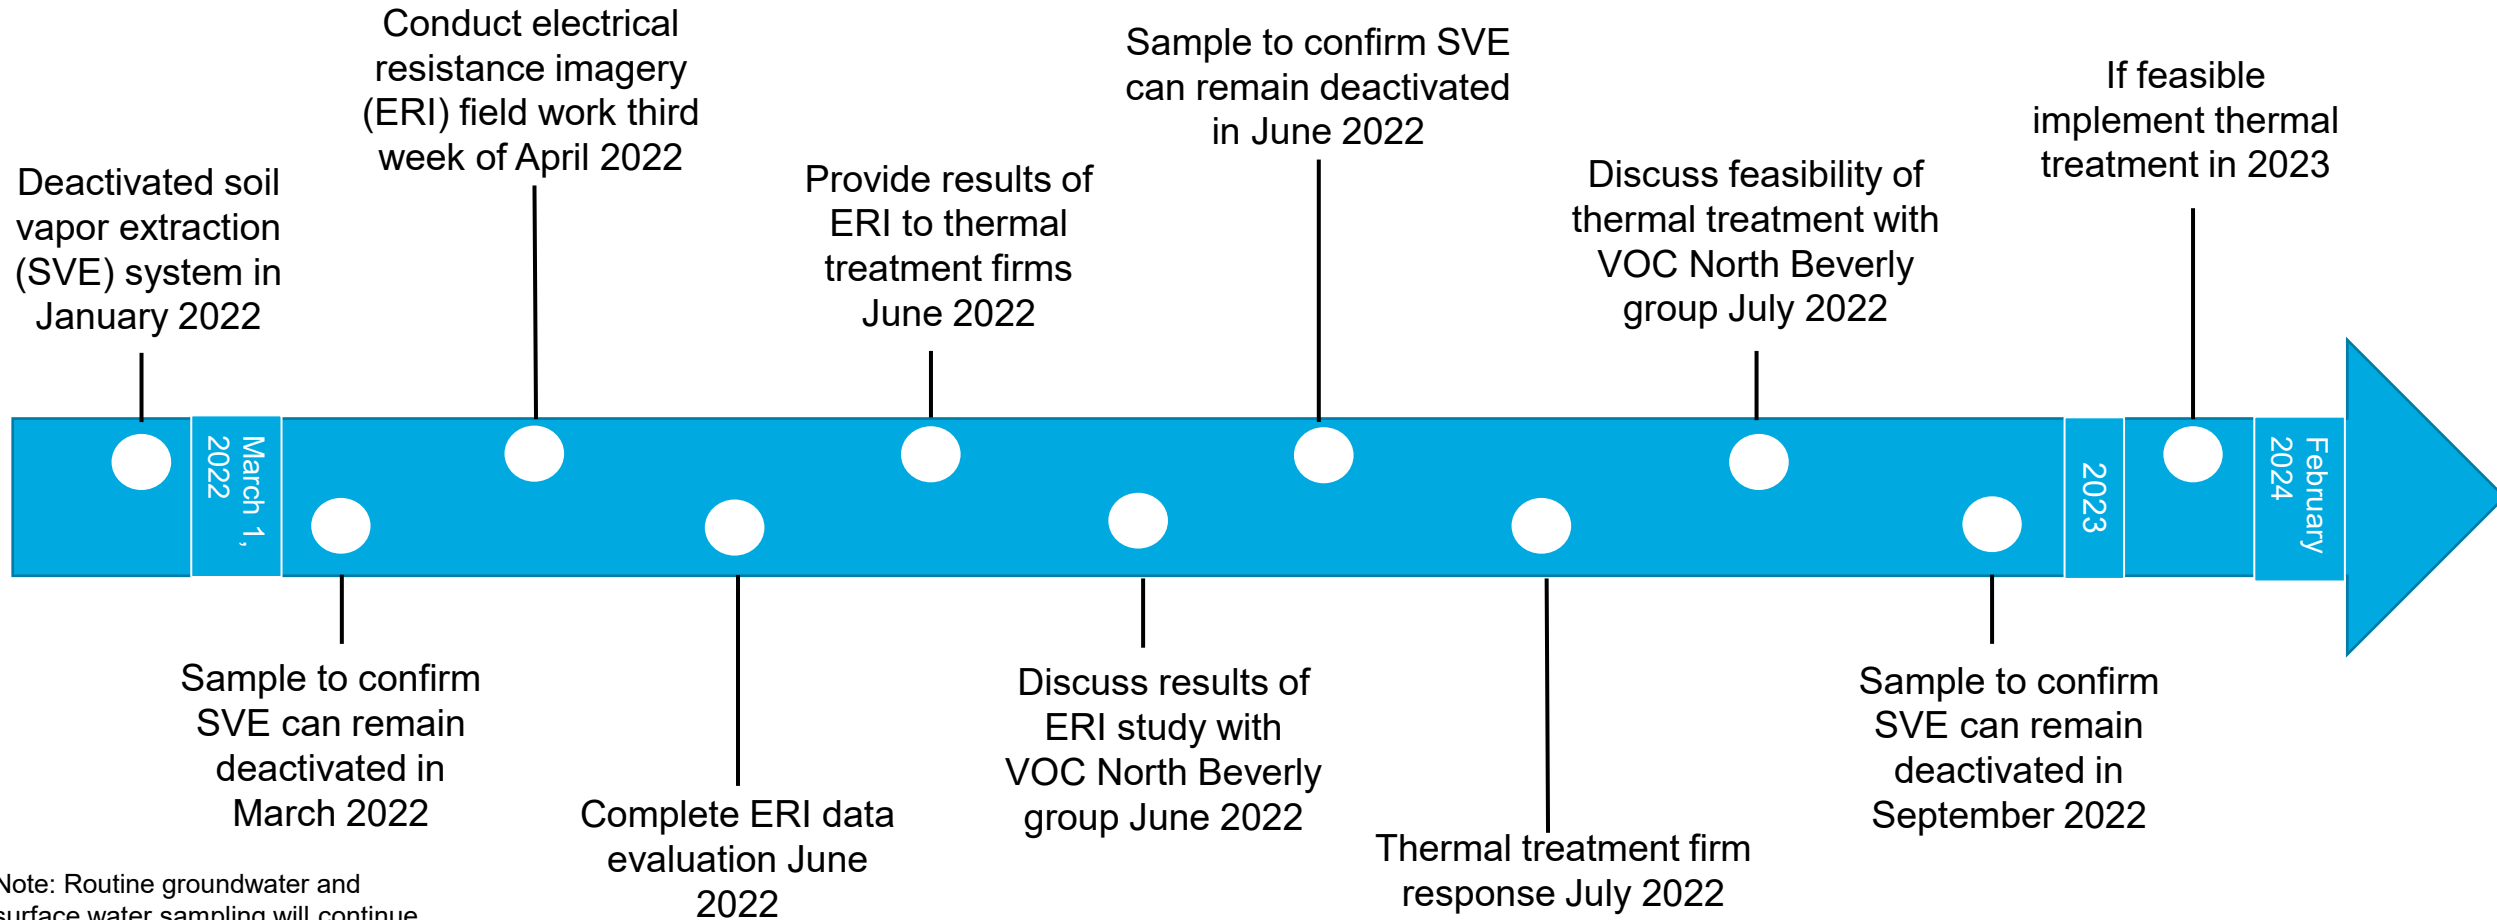 Deactivated soil
vapor extraction
(SVE) system in
January 2022
Conduct electrical
resistance imagery
(ERI) field work third
week of April 2022
Provide results of
ERI to thermal
treatment firms
June 2022
Sample to confirm SVE
can remain deactivated
in June 2022
Discuss feasibility of
thermal treatment with
VOC North Beverly
group July 2022
If feasible
implement thermal
treatment in 2023
March 1,
2022
2023
February
2024
Sample to confirm
SVE can remain
deactivated in
March 2022
Complete ERI data
evaluation June
2022
Discuss results of
ERI study with
VOC North Beverly
group June 2022
Thermal treatment firm
response July 2022
Sample to confirm
SVE can remain
deactivated in
September 2022
Note: Routine groundwater and
surface water sampling will continue